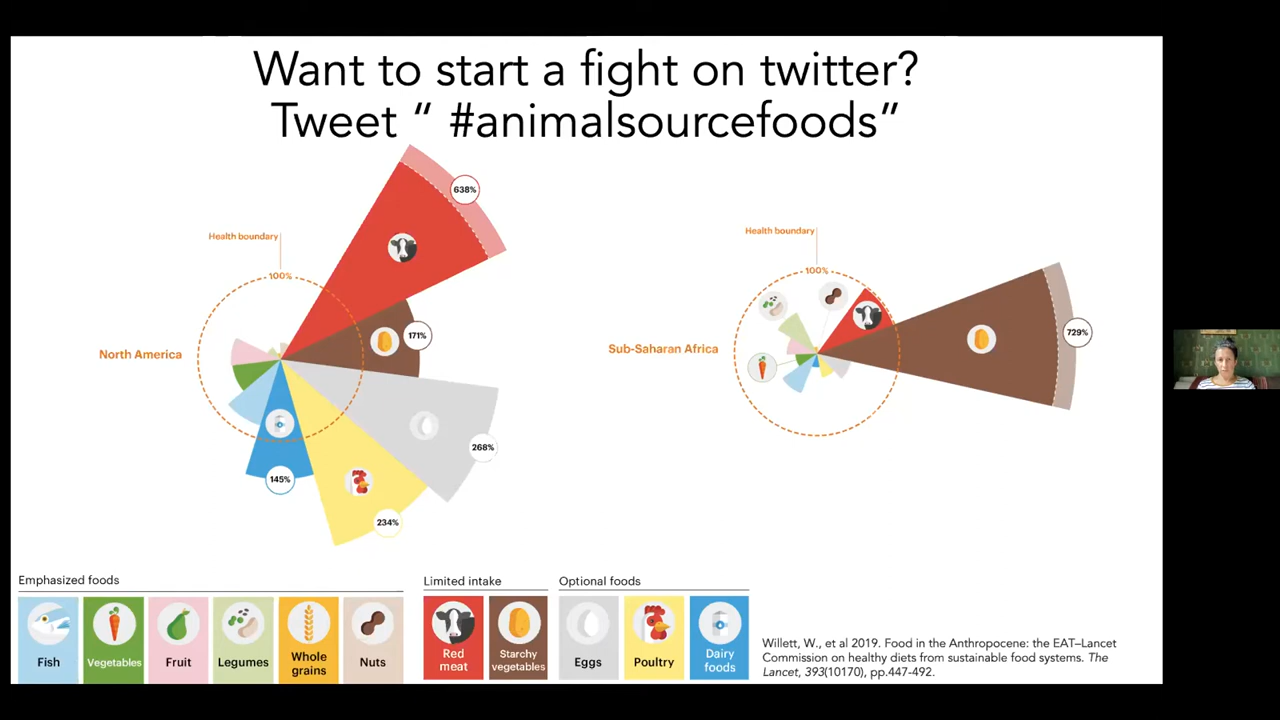 Want to start a fight on twitter?
Tweet “ #animalsourcefoods”
638%
Health boundary
100%
171%
North America
268%
145%
234%
Health boundary
100%
729%
Sub-Saharan Africa
Emphasized foods
Fish
Vegetables
Fruit
Legumes
Whole
grains
Nuts
Limited intake
Red
meat
Starchy
vegetables
Optional foods
Eggs
Poultry
Dairy
foods
Willett, W., et al 2019. Food in the Anthropocene: the EAT–Lancet
Commission on healthy diets from sustainable food systems. The
Lancet, 393(10170), pp.447-492.